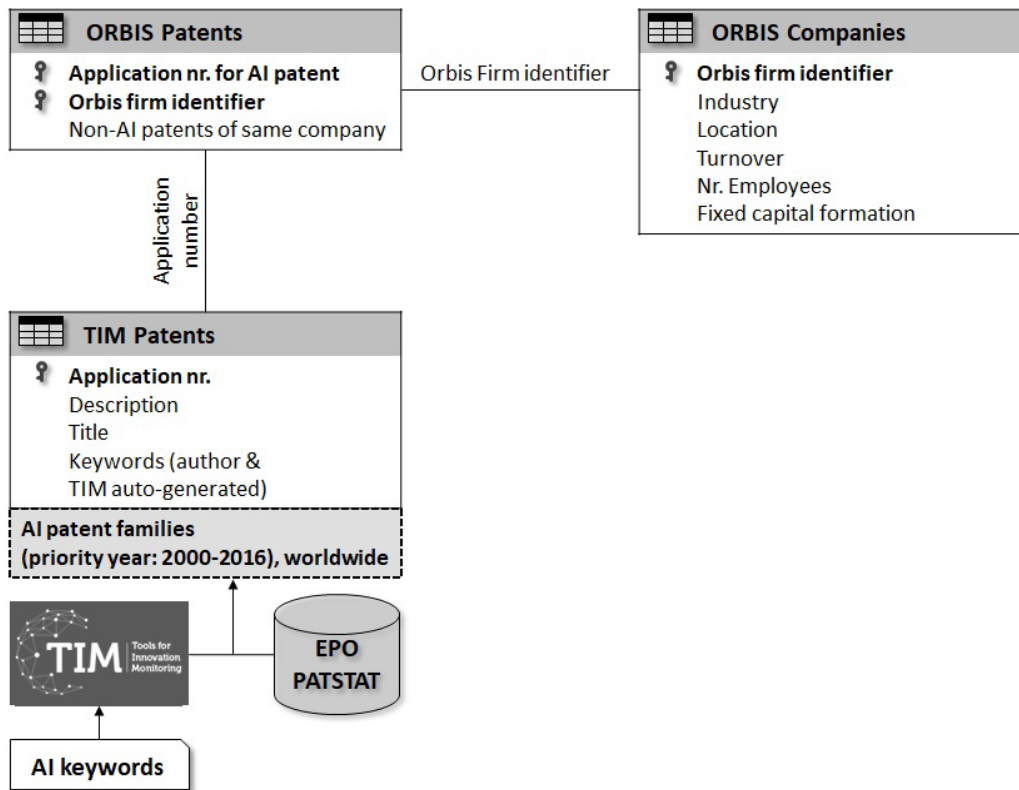 ORBIS Patents
Application nr. for AI patent
Orbis firm identifier
Non-AI patents of same company
Orbis Firm identifier
ORBIS Companies
Orbis firm identifier
Industry
Location
Turnover
Nr. Employees
Fixed capital formation
Application
number
TIM Patents
Application nr.
Description
Title
Keywords (author &
TIM auto-generated)
AI patent families
(priority year: 2000-2016), worldwide
TIM
Tools for
Innovation
Monitoring
EPO
PATSTAT
AI keywords